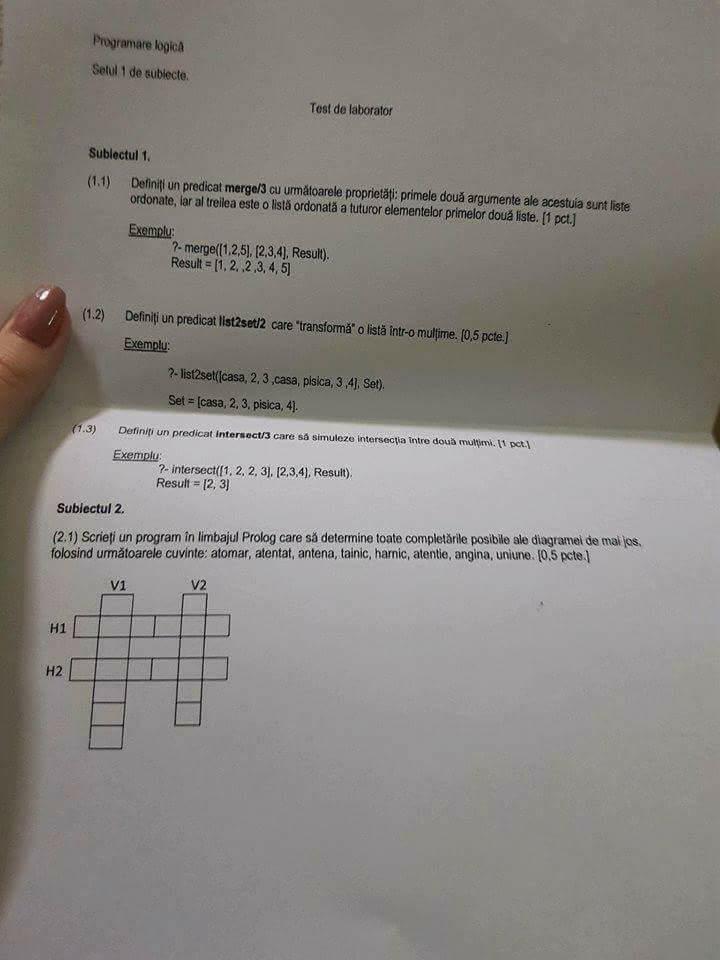 Programare logică
Setul 1 de subiecte.
Test de laborator
Subiectul 1.
(1.1) Definiți un predicat merge/3 cu următoarele proprietăți: primele două argumente ale acestuia sunt liste
ordonate, iar al treilea este o listă ordonată a tuturor elementelor primelor două liste. [1 pct.]
Exemplu:
?- merge([1,2,5], [2,3,4], Result).
Result = [1, 2, ,2 ,3, 4, 5]
(1.2) Definiți un predicat list2set/2 care "transformă" o listă într-o mulțime. [0,5 pcte.]
Exemplu:
?- list2set([casa, 2, 3 ,casa, pisica, 3 ,4], Set).
Set = [casa, 2, 3, pisica, 4].
(1.3) Definiți un predicat intersect/3 care să simuleze intersecția între două mulțimi. [1 pct.]
Exemplu:
?- intersect([1, 2, 2, 3], [2,3,4], Result).
Result = [2, 3]
Subiectul 2.
(2.1) Scrieți un program în limbajul Prolog care să determine toate completările posibile ale diagramei de mai jos,
folosind următoarele cuvinte: atomar, atentat, antena, tainic, harnic, atentie, angina, uniune. [0,5 pcte.]
V1 V2
H1
H2